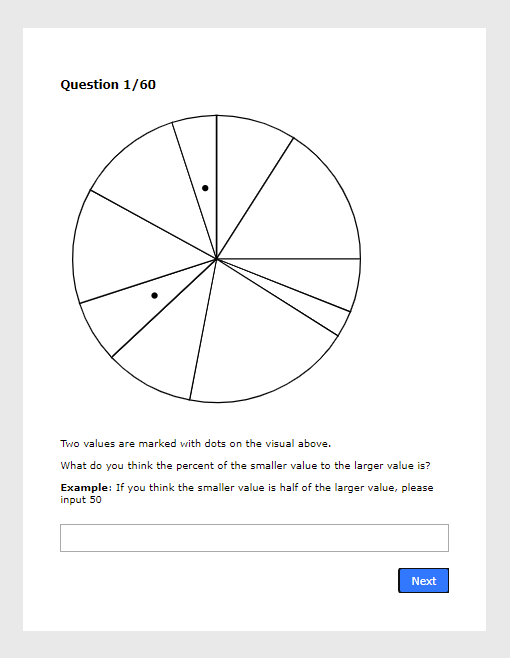 Question 1/60
Two values are marked with dots on the visual above.
What do you think the percent of the smaller value to the larger value is?
Example: If you think the smaller value is half of the larger value, please
input 50
Next